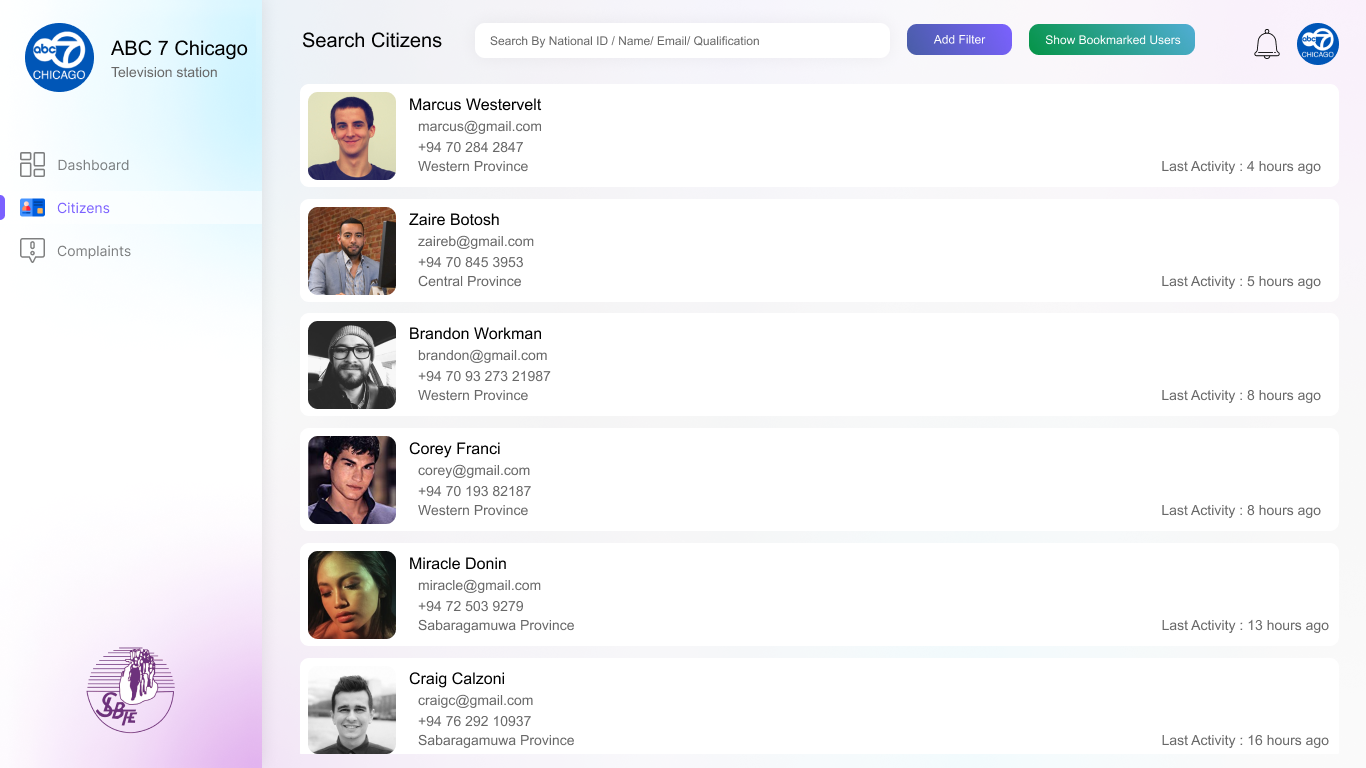 abc 7
CHICAGO
ABC 7 Chicago
Television station
Dashboard
Citizens
Complaints
SLBFE
Search Citizens
Search By National ID / Name/ Email/ Qualification
Add Filter
Show Bookmarked Users
abc 7
CHICAGO
Marcus Westervelt
marcus@gmail.com
+94 70 284 2847
Western Province
Last Activity : 4 hours ago
Zaire Botosh
zaireb@gmail.com
+94 70 845 3953
Central Province
Last Activity : 5 hours ago
Brandon Workman
brandon@gmail.com
+94 70 93 273 21987
Western Province
Last Activity : 8 hours ago
Corey Franci
corey@gmail.com
+94 70 193 82187
Western Province
Last Activity : 8 hours ago
Miracle Donin
miracle@gmail.com
+94 72 503 9279
Sabaragamuwa Province
Last Activity : 13 hours ago
Craig Calzoni
craigc@gmail.com
+94 76 292 10937
Sabaragamuwa Province
Last Activity : 16 hours ago